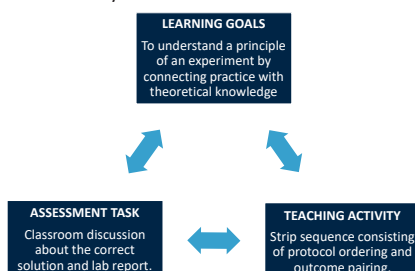 LEARNING GOALS
To understand a principle
of an experiment by
connecting practice with
theoretical knowledge
ASSESSMENT TASK
Classroom discussion
about the correct
solution and lab report.
TEACHING ACTIVITY
Strip sequence consisting
of protocol ordering and
outcome pairing.